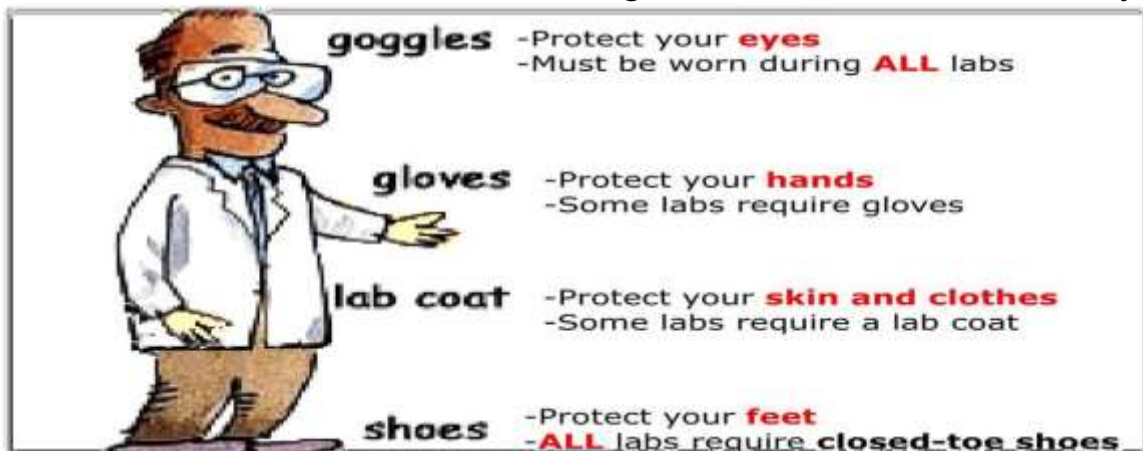 goggles -Protect your eyes
-Must be worn during ALL labs
gloves -Protect your hands
-Some labs require gloves
lab coat -Protect your skin and clothes
-Some labs require a lab coat
shoes -Protect your feet
-ALL labs require closed-toe shoes